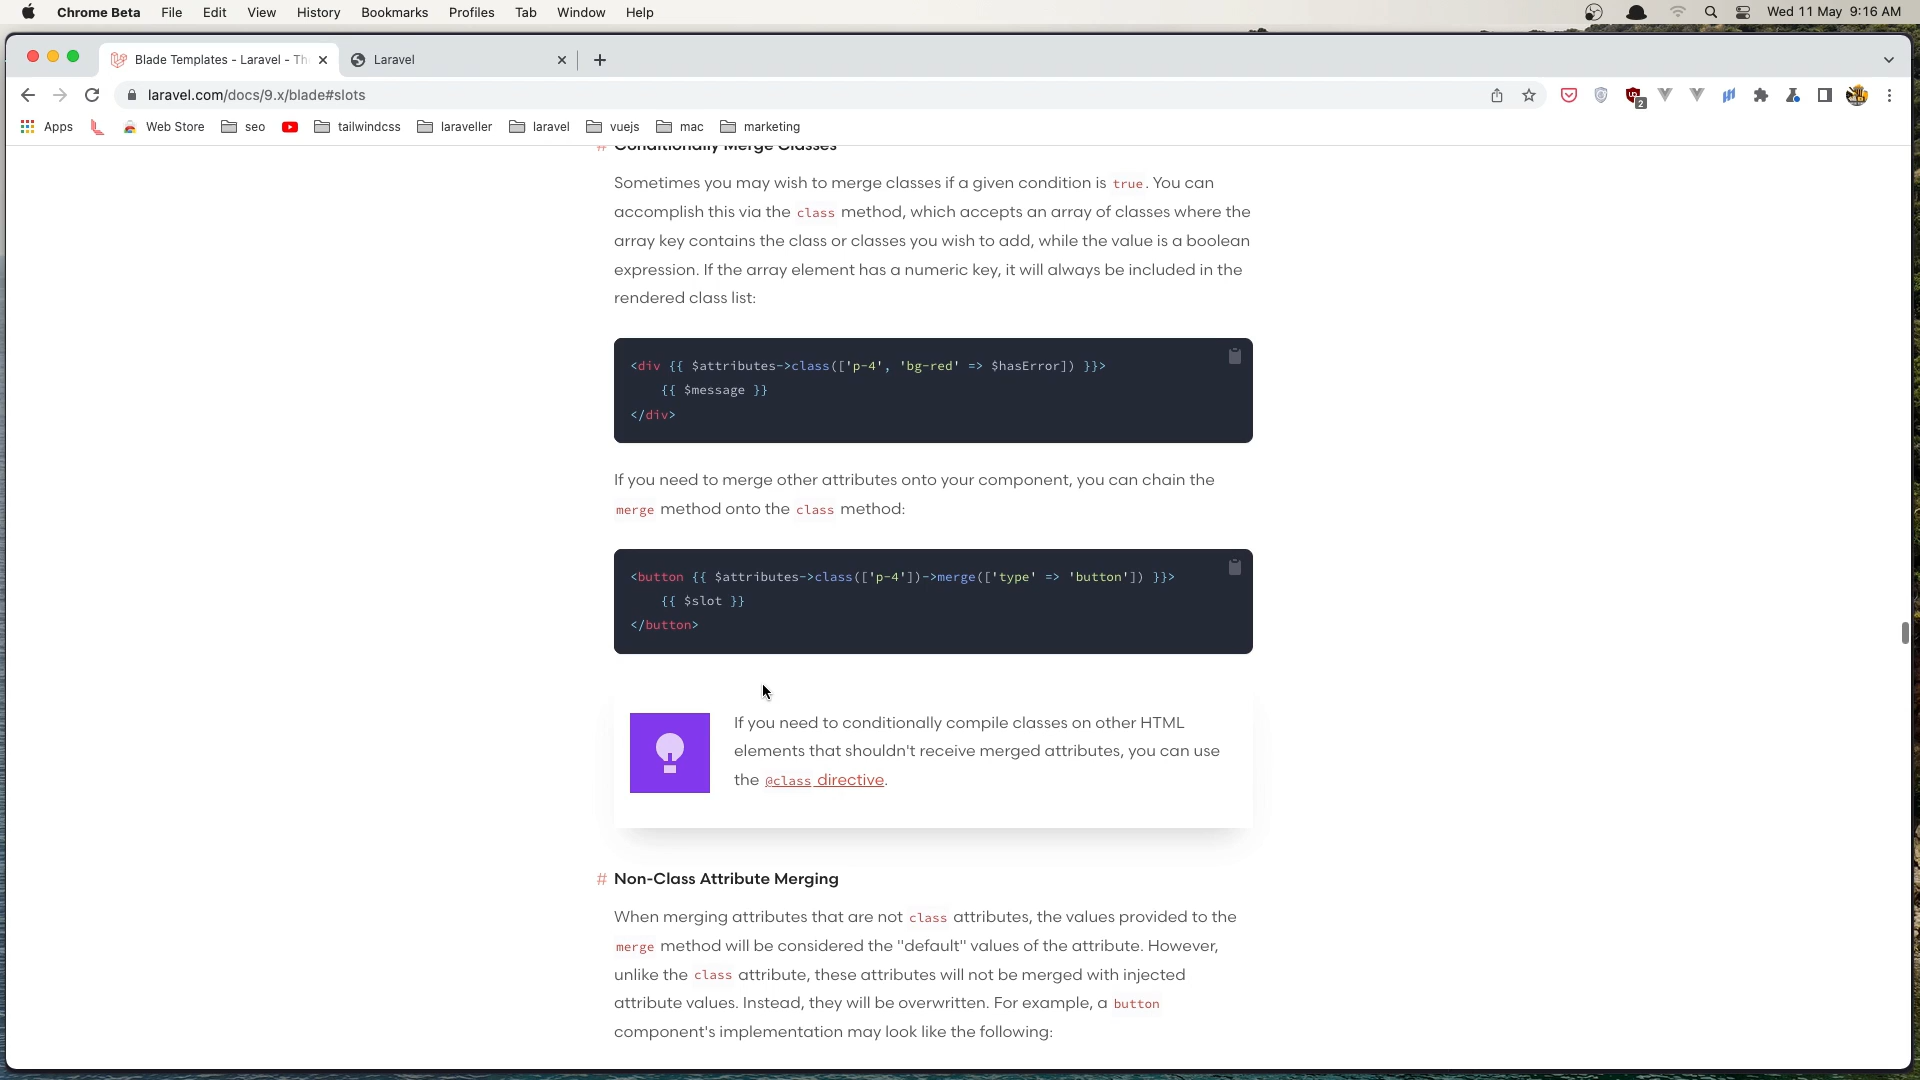 Chrome Beta File Edit View History Bookmarks Profiles Tab Window Help Wed 11 May 9:16 AM
Blade Templates - Laravel - Th
Laravel
laravel.com/docs/9.x/blade#slots
2
Apps Web Store seo tailwindcss laraveller laravel vuejs mac marketing
# Conditionally Merge Classes
Sometimes you may wish to merge classes if a given condition is true. You can
accomplish this via the class method, which accepts an array of classes where the
array key contains the class or classes you wish to add, while the value is a boolean
expression. If the array element has a numeric key, it will always be included in the
rendered class list:
<div {{ $attributes->class(['p-4', 'bg-red' => $hasError]) }}>
{{ $message }}
</div>
If you need to merge other attributes onto your component, you can chain the
merge method onto the class method:
<button {{ $attributes->class(['p-4'])->merge(['type' => 'button']) }}>
{{ $slot }}
</button>
If you need to conditionally compile classes on other HTML
elements that shouldn't receive merged attributes, you can use
the @class directive.
# Non-Class Attribute Merging
When merging attributes that are not class attributes, the values provided to the
merge method will be considered the "default" values of the attribute. However,
unlike the class attribute, these attributes will not be merged with injected
attribute values. Instead, they will be overwritten. For example, a button
component's implementation may look like the following: